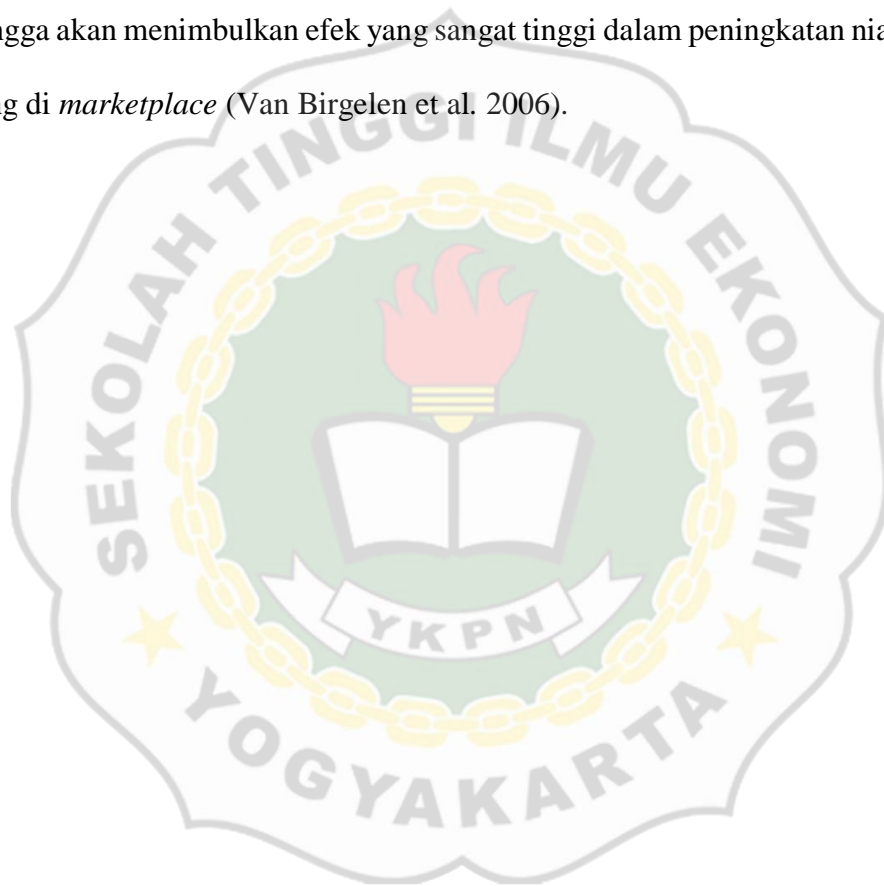 ngga akan menimbulkan efek yang sangat tinggi dalam peningkatan nia
ng di marketplace (Van Birgelen et al. 2006).
SEKOLAH TINGGI ILMU EKONOMI
YKPN
YOGYAKARTA